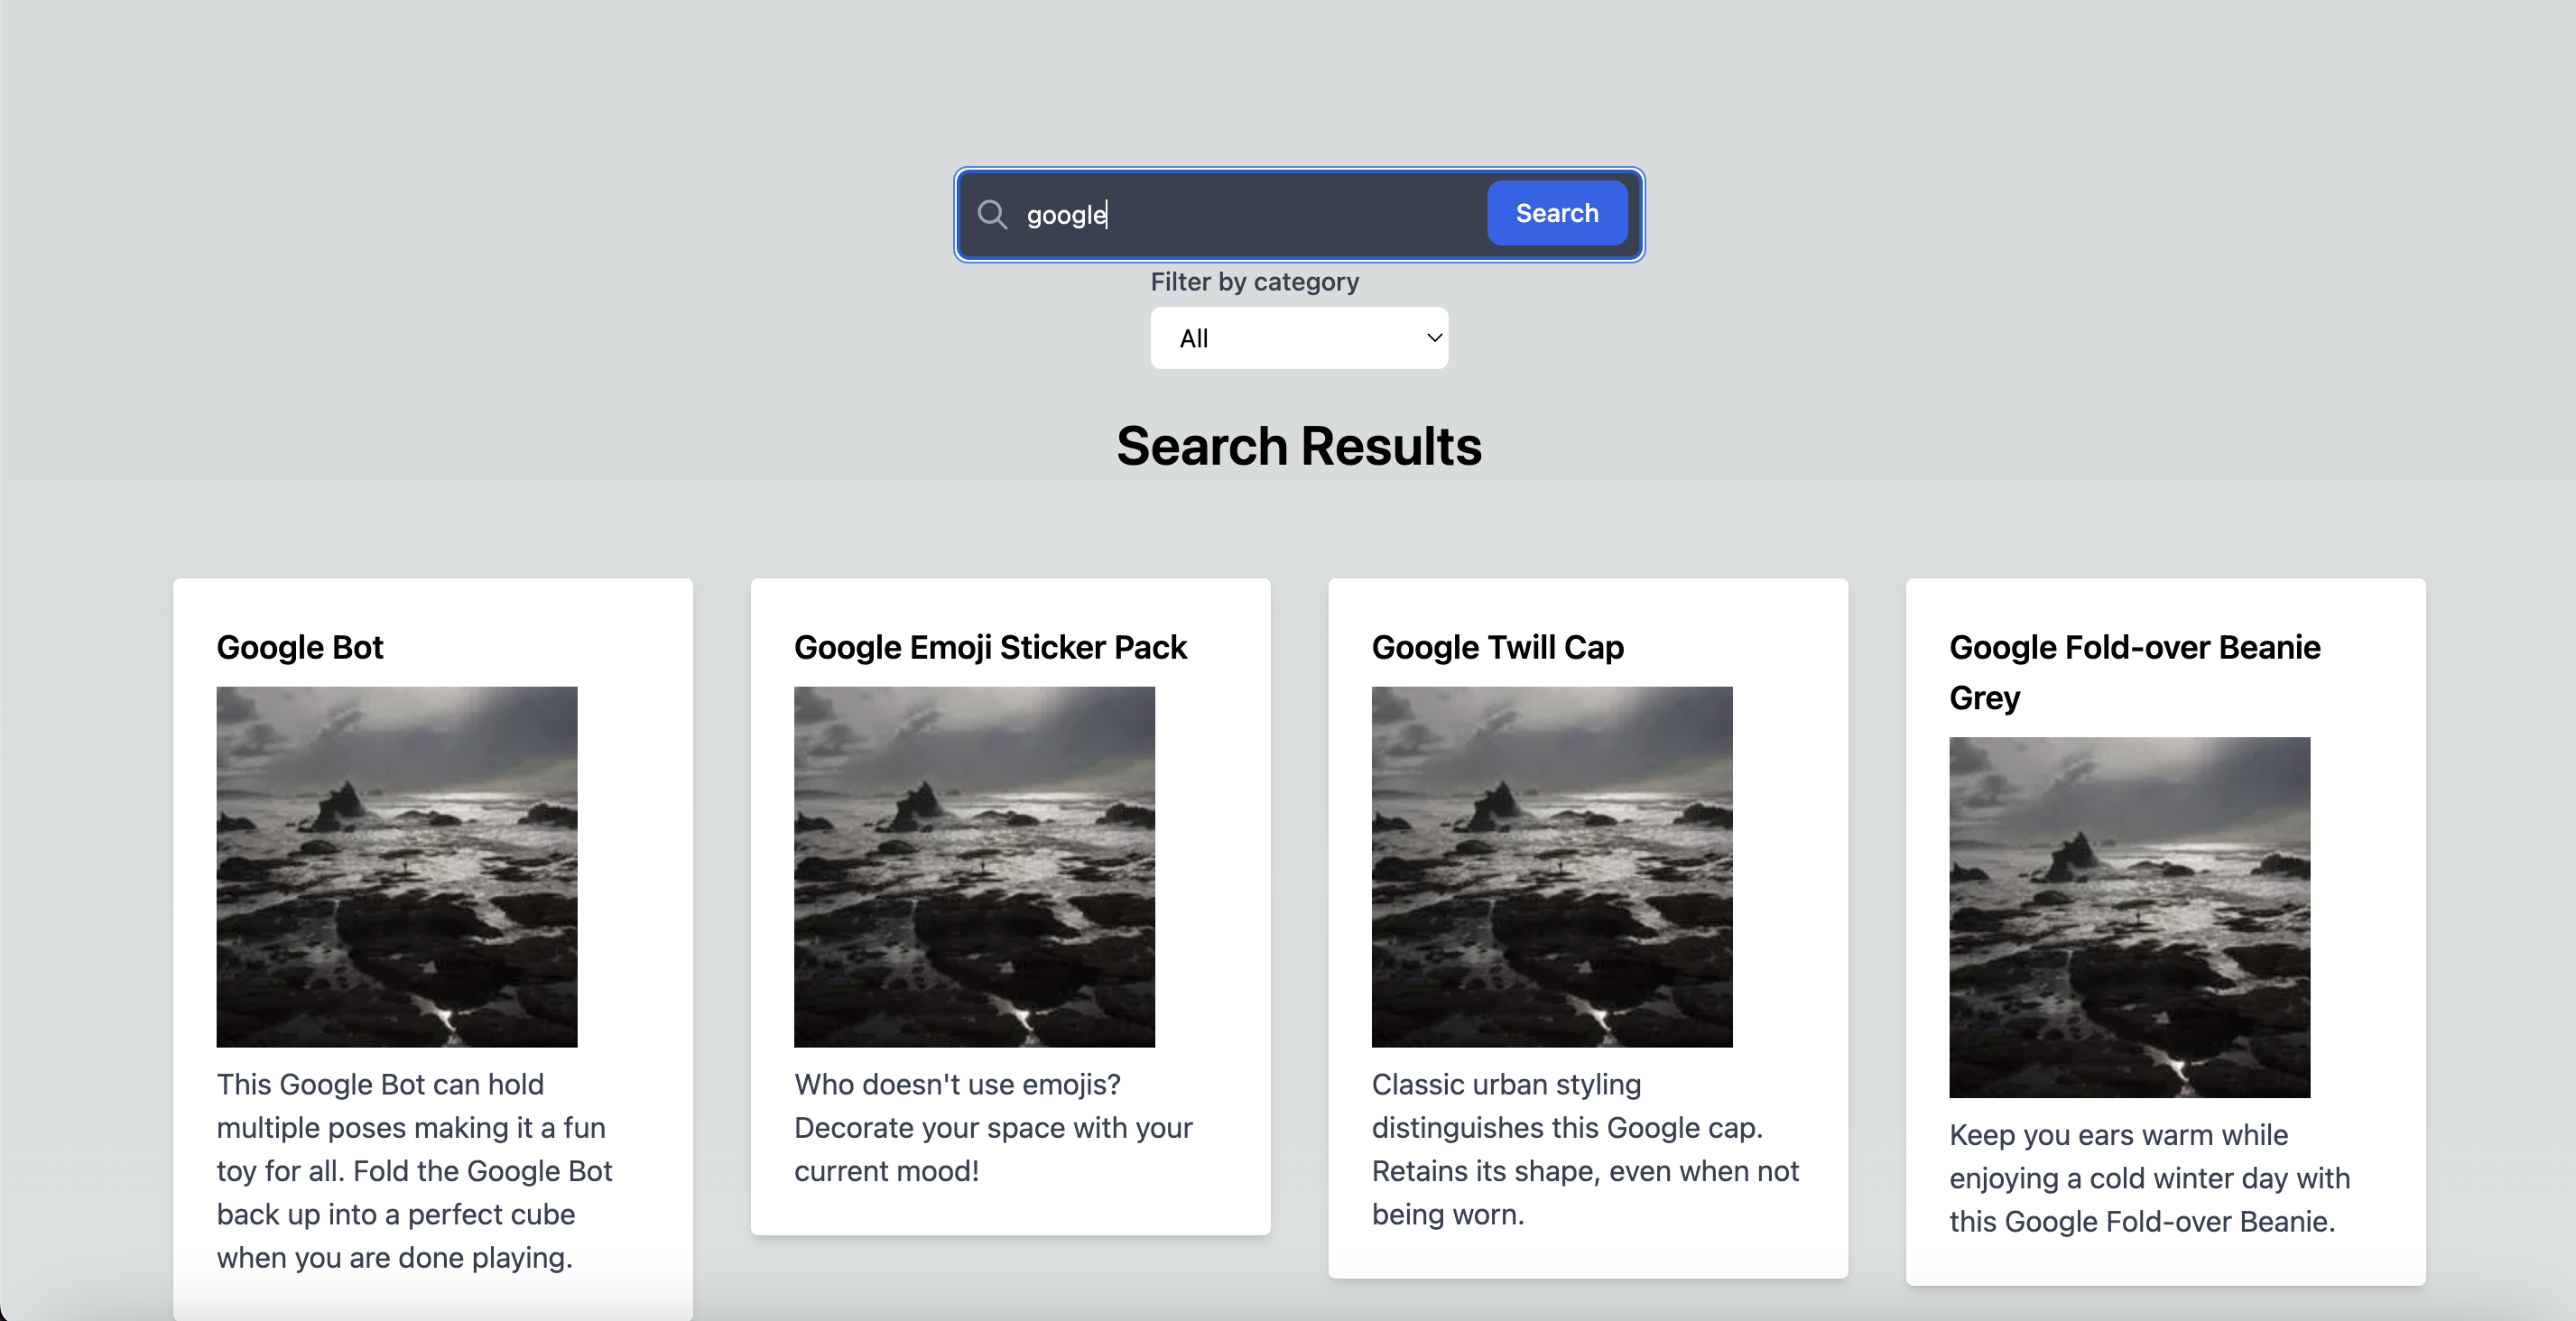 google
Search
Filter by category
All
Search Results
Google Bot
This Google Bot can hold
multiple poses making it a fun
toy for all. Fold the Google Bot
back up into a perfect cube
when you are done playing.
Google Emoji Sticker Pack
Who doesn't use emojis?
Decorate your space with your
current mood!
Google Twill Cap
Classic urban styling
distinguishes this Google cap.
Retains its shape, even when not
being worn.
Google Fold-over Beanie
Grey
Keep you ears warm while
enjoying a cold winter day with
this Google Fold-over Beanie.